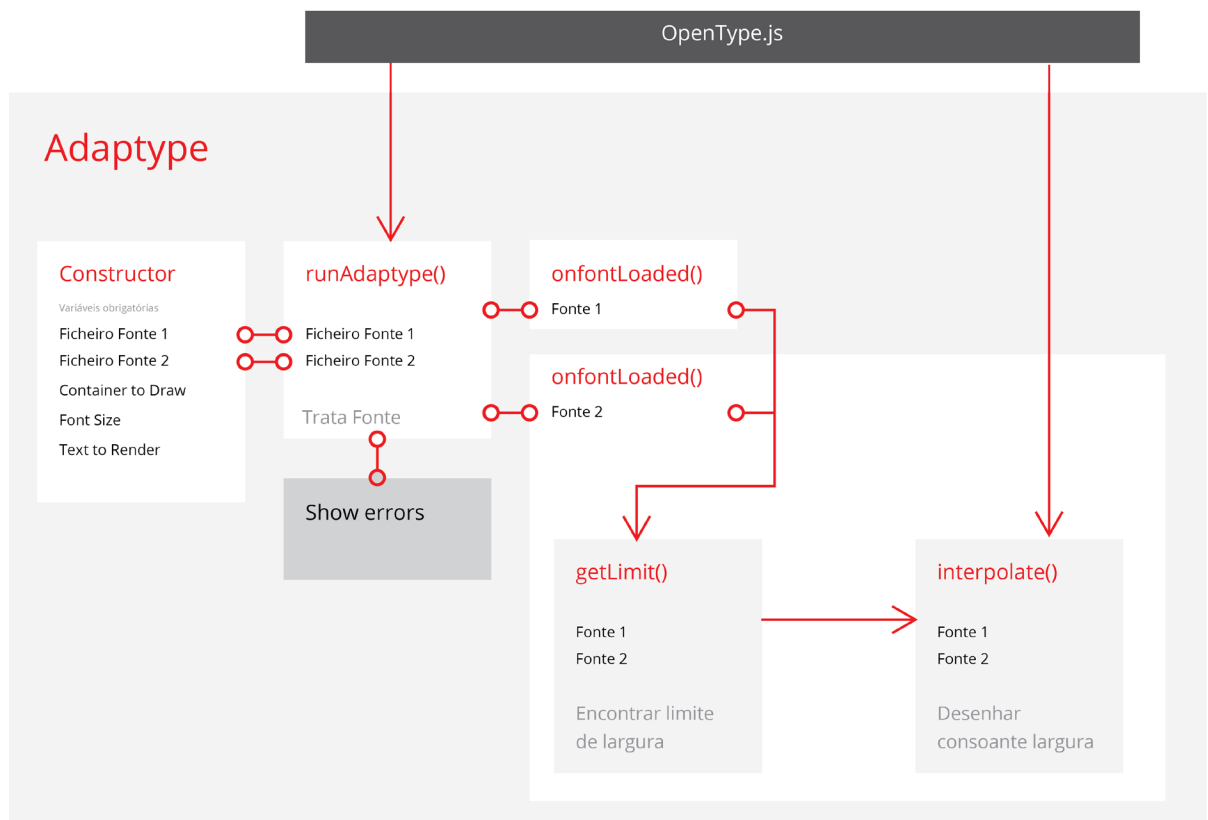 OpenType.js
Adaptype
Constructor
Variáveis obrigatórias
Ficheiro Fonte 1
Ficheiro Fonte 2
Container to Draw
Font Size
Text to Render
runAdaptype()
Ficheiro Fonte 1
Ficheiro Fonte 2
Trata Fonte
Show errors
onfontLoaded()
Fonte 1
onfontLoaded()
Fonte 2
getLimit()
Fonte 1
Fonte 2
Encontrar limite
de largura
interpolate()
Fonte 1
Fonte 2
Desenhar
consoante largura